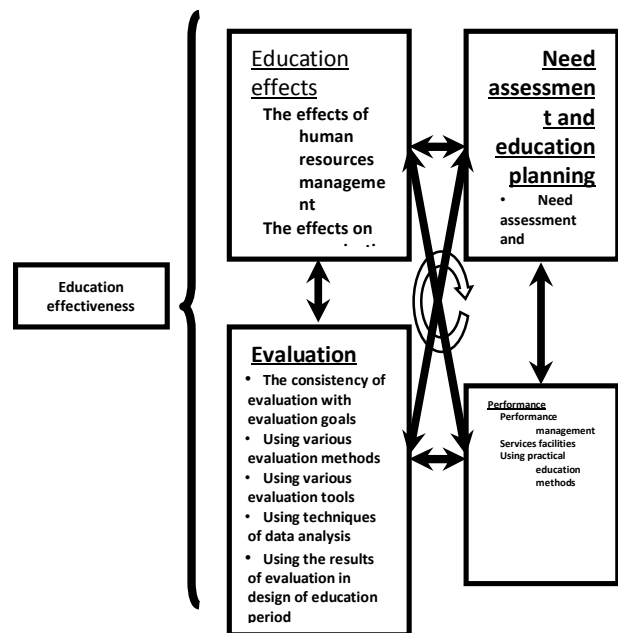 Education
effects
The effects of
human
resources
manageme
nt
The effects on
Need
assessmen
t and
education
planning
• Need
assessment
and
Education
effectiveness
Evaluation
• The consistency of
evaluation with
evaluation goals
• Using various
evaluation methods
• Using various
evaluation tools
• Using techniques
of data analysis
• Using the results
of evaluation in
design of education
period
Performance
Performance
management
Services facilities
Using practical
education
methods